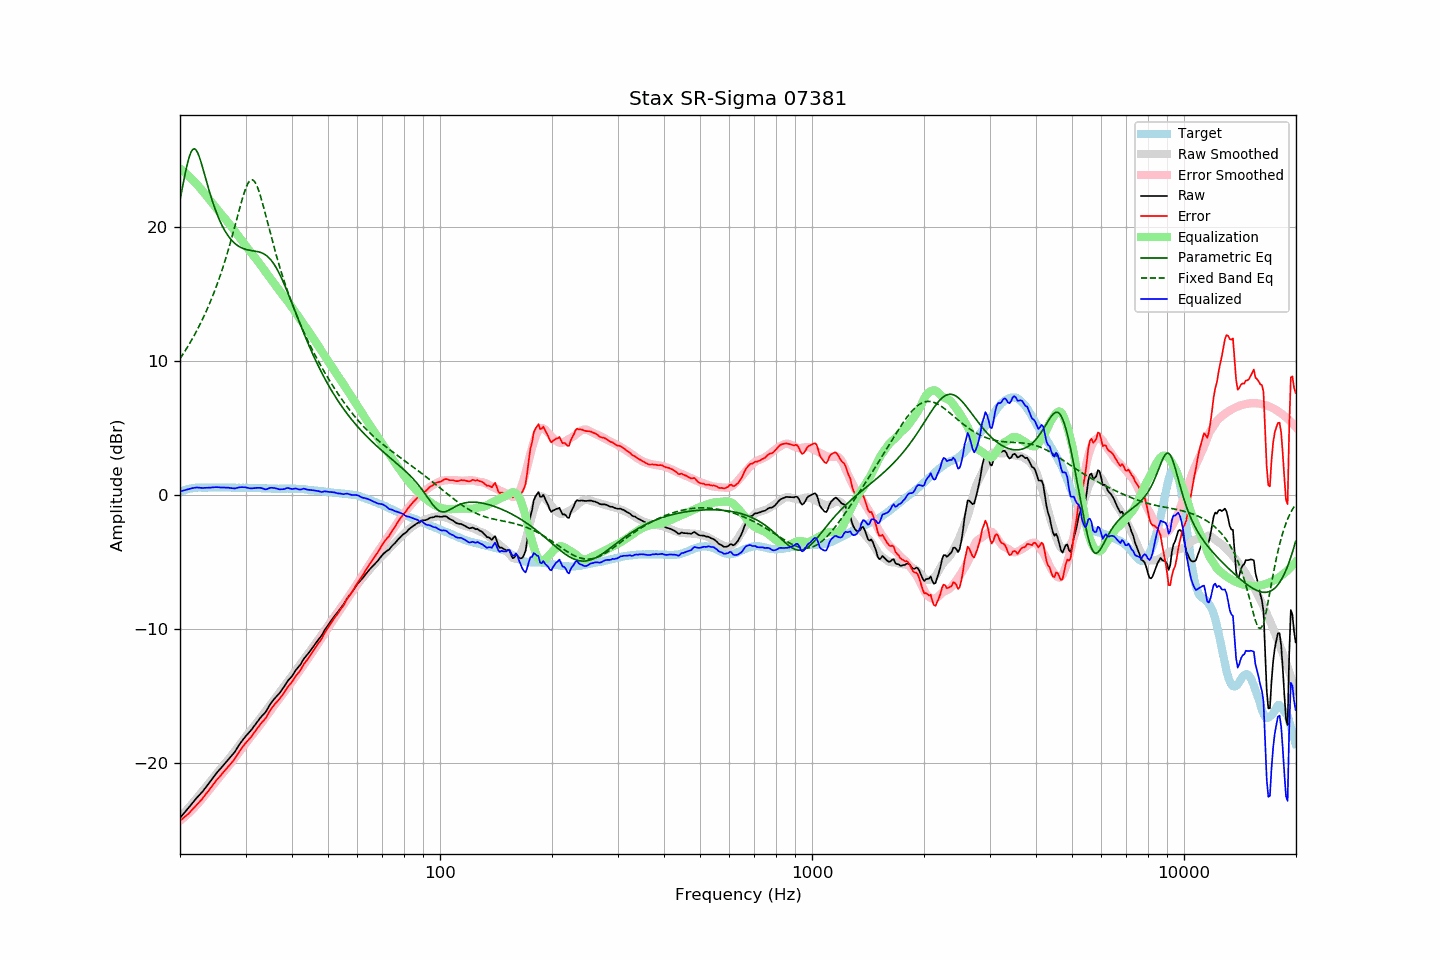 Stax SR-Sigma 07381
Target
Raw Smoothed
Error Smoothed
Raw
Error
Equalization
Parametric Eq
Fixed Band Eq
Equalized
Amplitude (dBr)
20
10
0
−10
−20
100
1000
10000
Frequency (Hz)